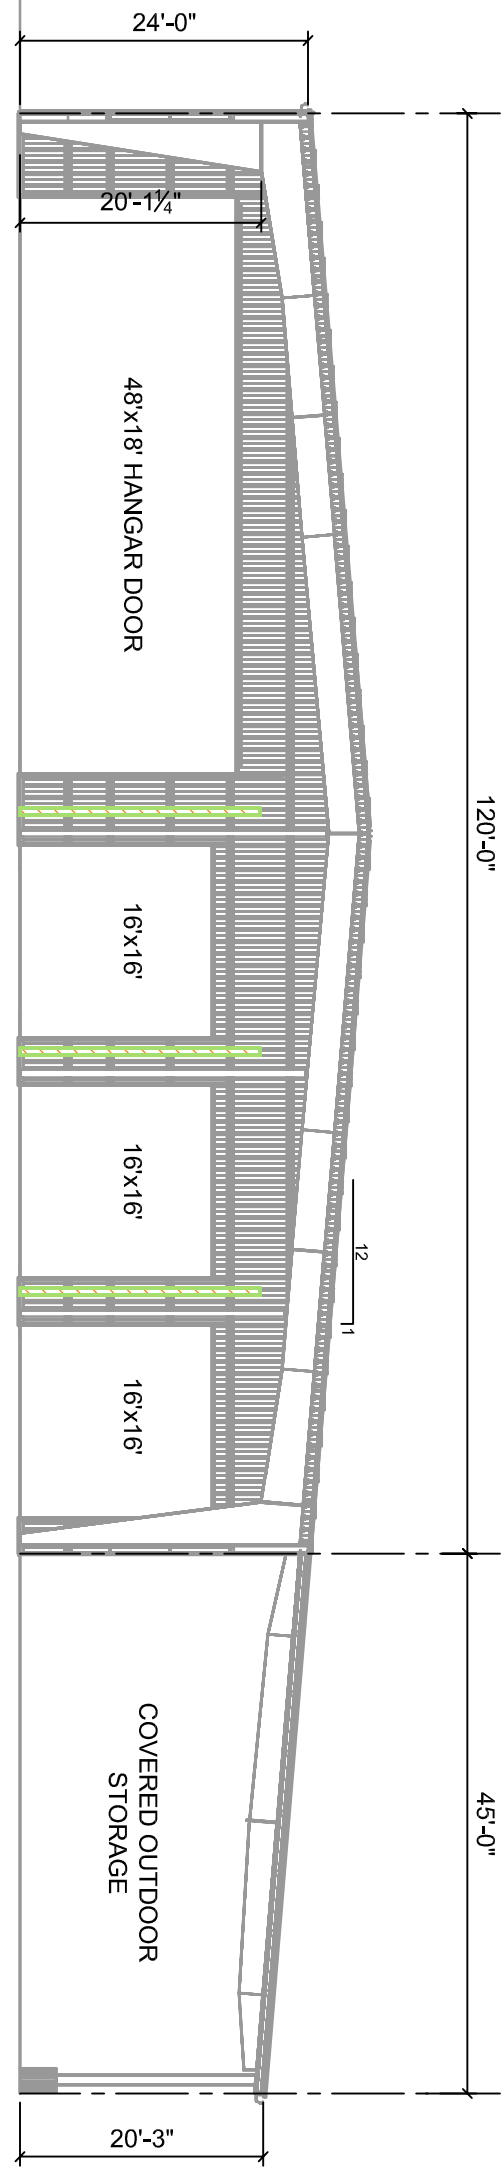 24'-0"
20'-1¼"
48'x18' HANGAR DOOR
120'-0"
16'x16'
16'x16'
12
1
16'x16'
45'-0"
COVERED OUTDOOR
STORAGE
20'-3"